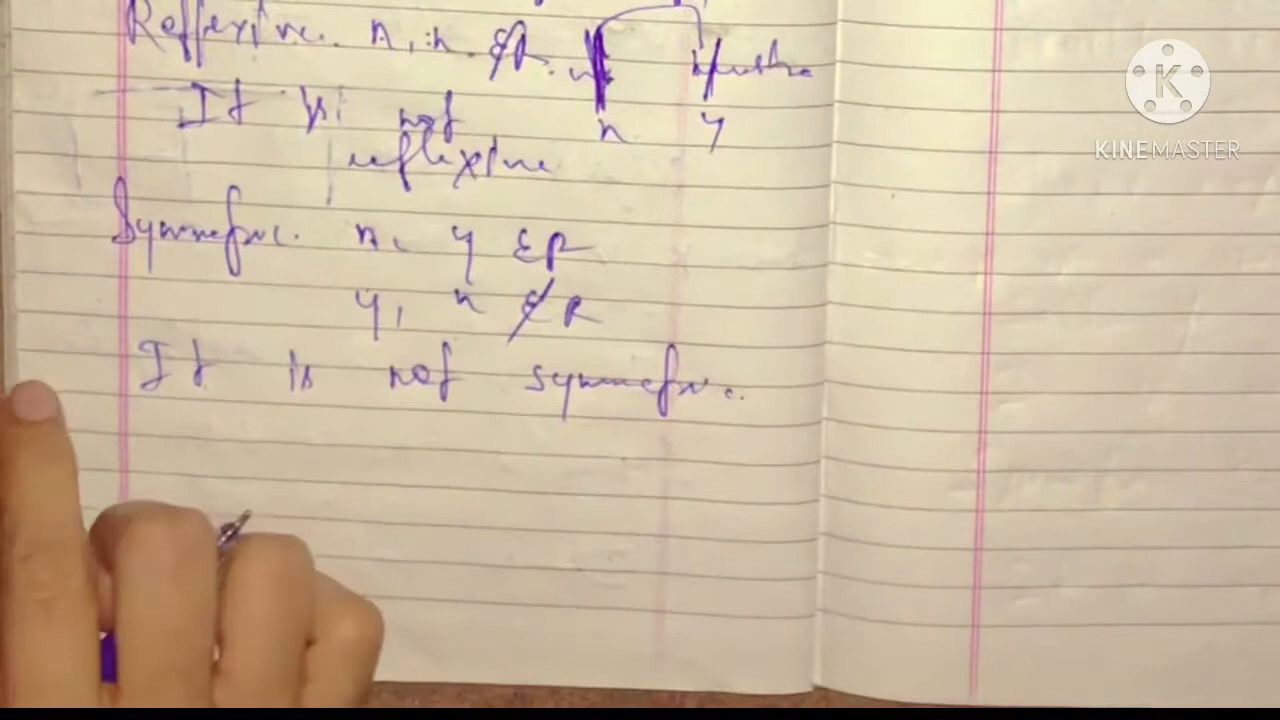 Reflexive. x, x ∉ R.
It is not
x y
reflexive
Symmetric. x, y ∈ R
y, x ∉ R
It is not symmetric.
KINEMASTER